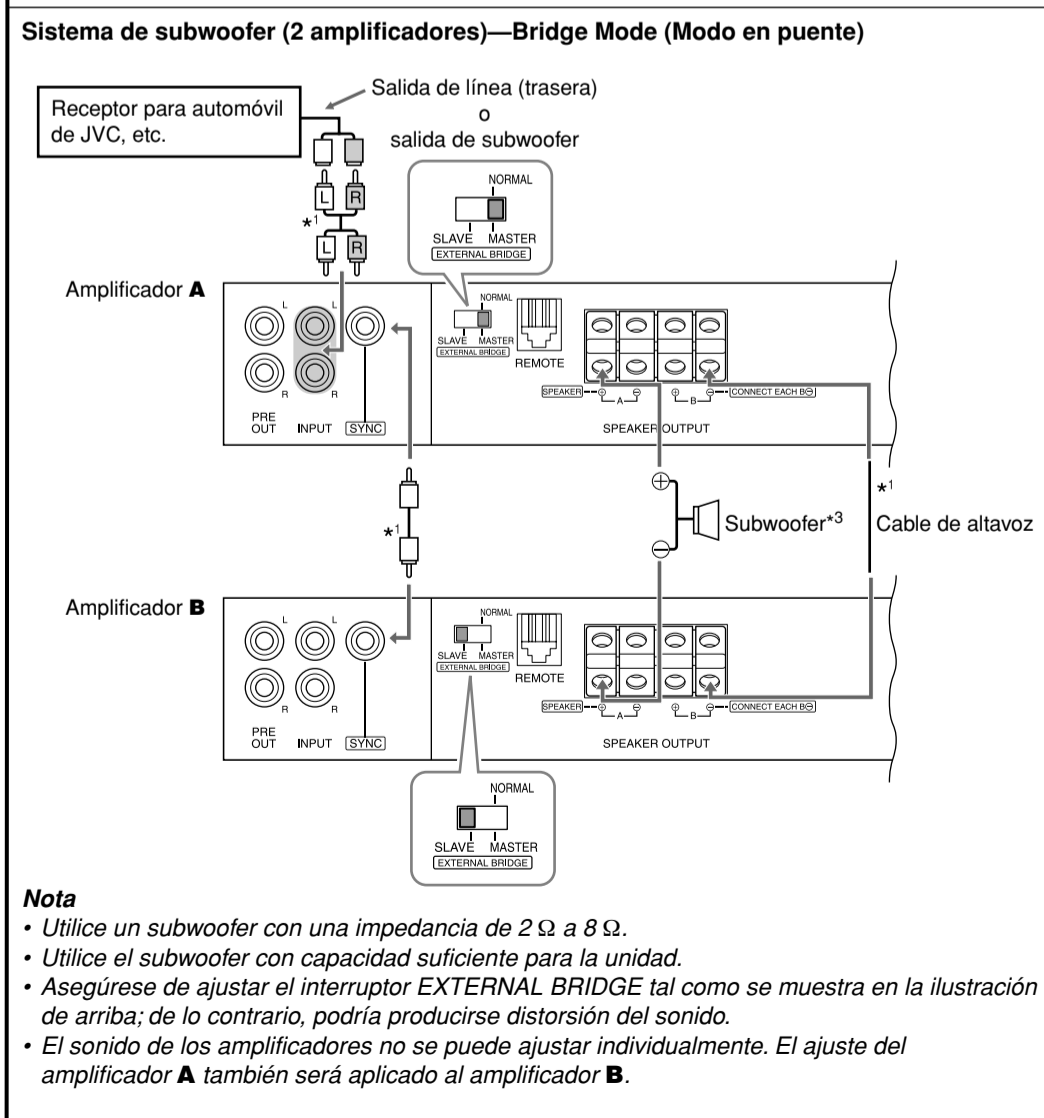 Sistema de subwoofer (2 amplificadores)—Bridge Mode (Modo en puente)
Receptor para automóvil
de JVC, etc.
Salida de línea (trasera)
o
salida de subwoofer
L R
*1
L R
NORMAL
SLAVE MASTER
EXTERNAL BRIDGE
Amplificador A
L L
R R
PRE
OUT
INPUT
SYNC
NORMAL
SLAVE MASTER
EXTERNAL BRIDGE
REMOTE
SPEAKER ⊕ A ⊖ ⊕ B ⊖ CONNECT EACH B⊖
SPEAKER OUTPUT
*1
⊕
⊖
Subwoofer*3
*1
Cable de altavoz
Amplificador B
L L
R R
PRE
OUT
INPUT
SYNC
NORMAL
SLAVE MASTER
EXTERNAL BRIDGE
REMOTE
SPEAKER ⊕ A ⊖ ⊕ B ⊖ CONNECT EACH B⊖
SPEAKER OUTPUT
NORMAL
SLAVE MASTER
EXTERNAL BRIDGE
Nota
• Utilice un subwoofer con una impedancia de 2 Ω a 8 Ω.
• Utilice el subwoofer con capacidad suficiente para la unidad.
• Asegúrese de ajustar el interruptor EXTERNAL BRIDGE tal como se muestra en la ilustración
de arriba; de lo contrario, podría producirse distorsión del sonido.
• El sonido de los amplificadores no se puede ajustar individualmente. El ajuste del
amplificador A también será aplicado al amplificador B.